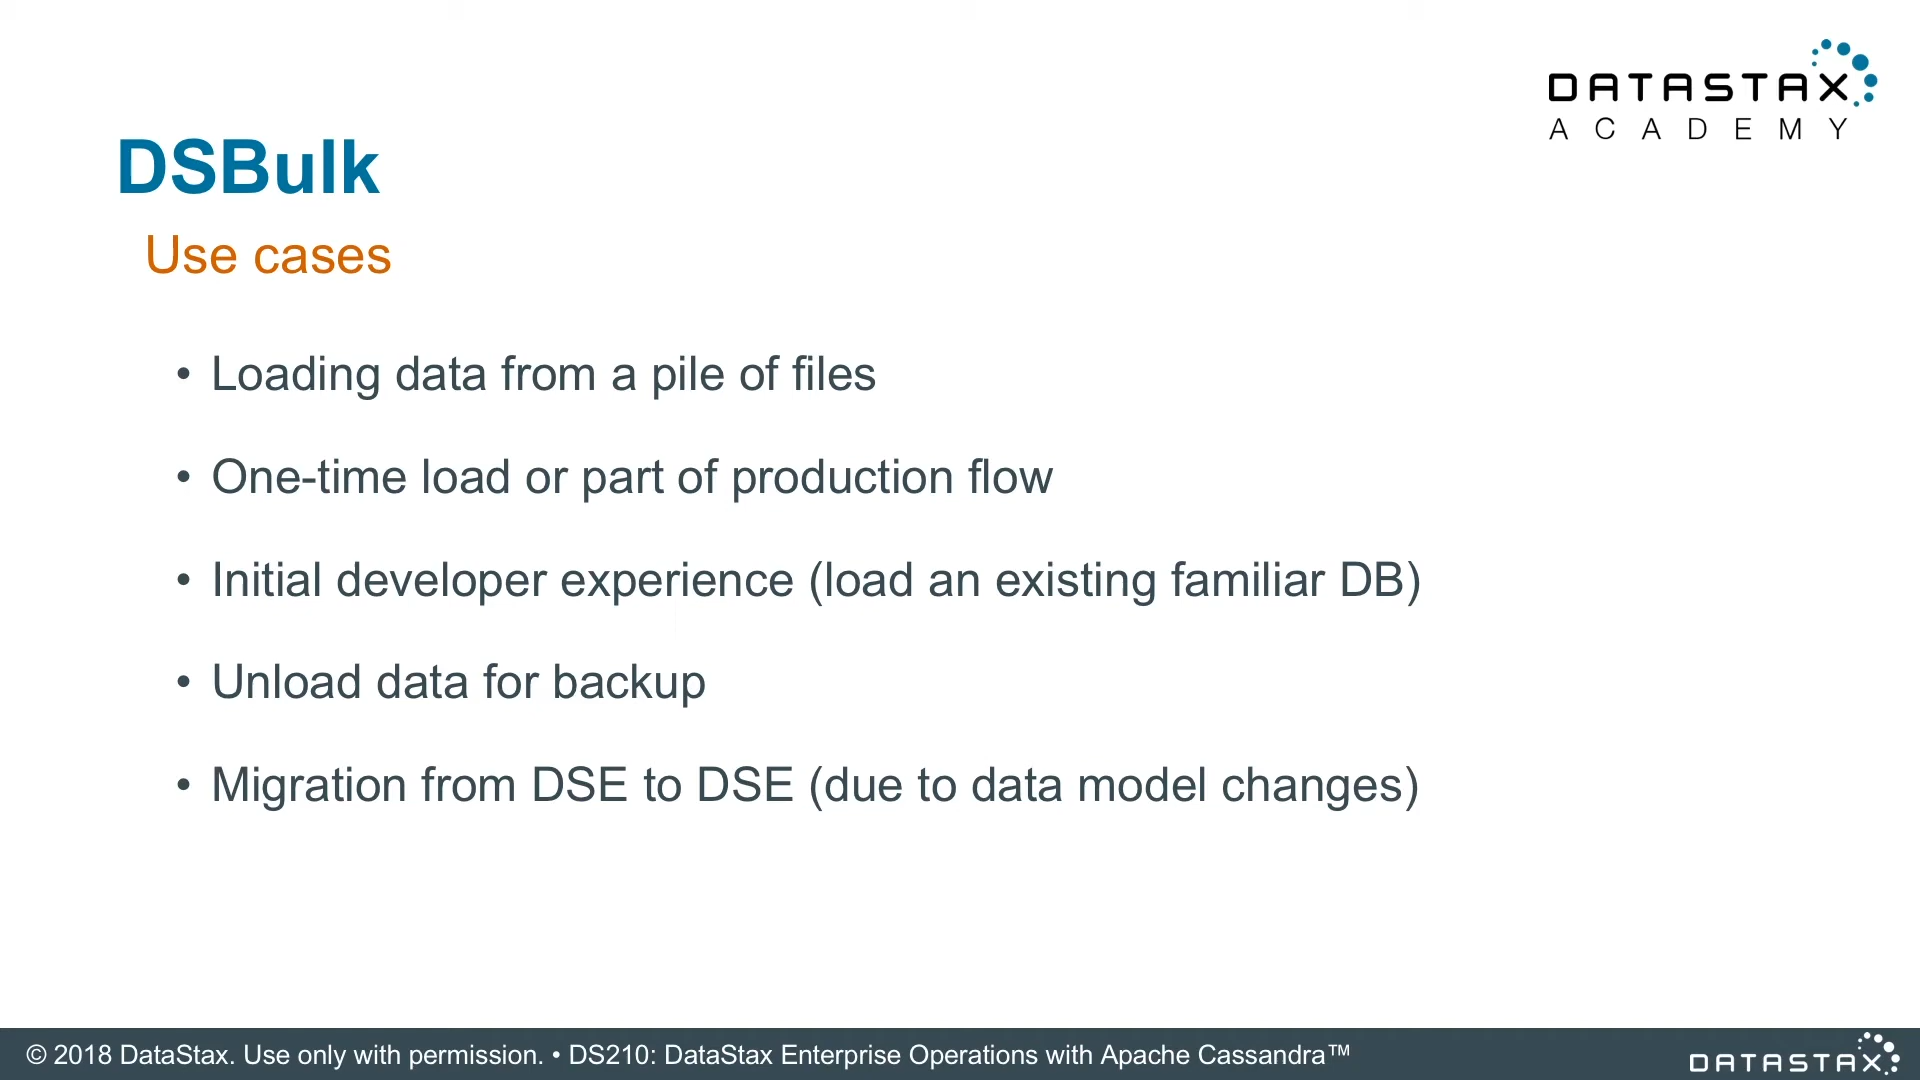 DATASTAX
ACADEMY
DSBulk
Use cases
• Loading data from a pile of files
• One-time load or part of production flow
• Initial developer experience (load an existing familiar DB)
• Unload data for backup
• Migration from DSE to DSE (due to data model changes)
© 2018 DataStax. Use only with permission. • DS210: DataStax Enterprise Operations with Apache Cassandra™
DATASTAX